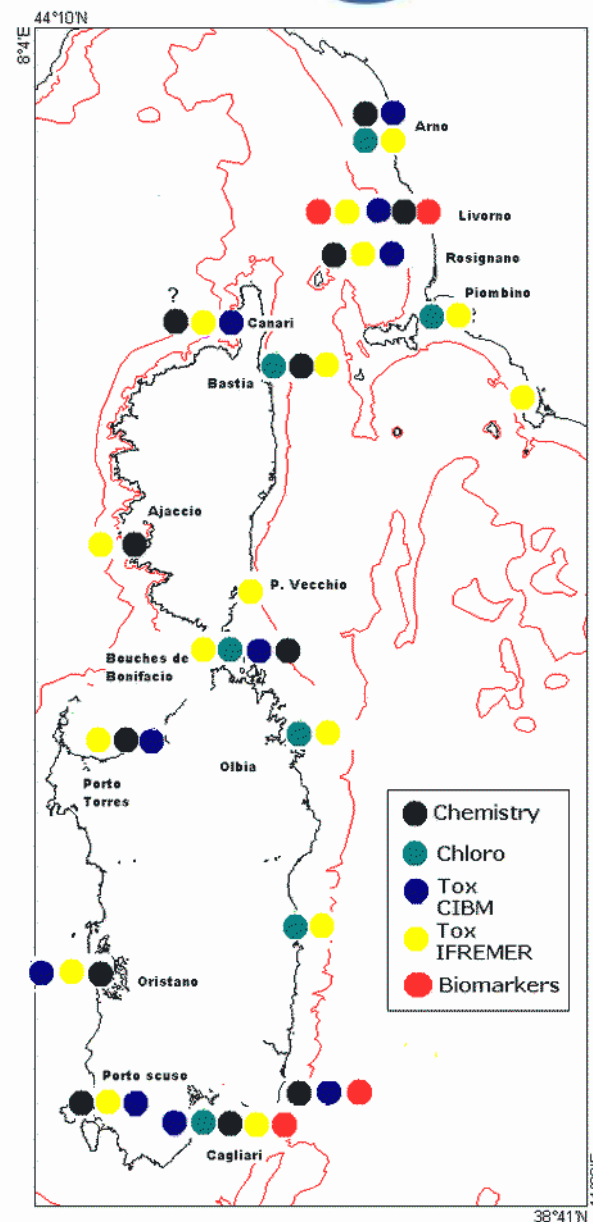 44°10'N
8°4'E
Arno
Livorno
Rosignano
Piombino
?
Canari
Bastia
Ajaccio
P. Vecchio
Bouches de
Bonifacio
Olbia
Porto
Torres
Chemistry
Chloro
Tox
CIBM
Tox
IFREMER
Biomarkers
Oristano
Porto scuso
Cagliari
38°41'N